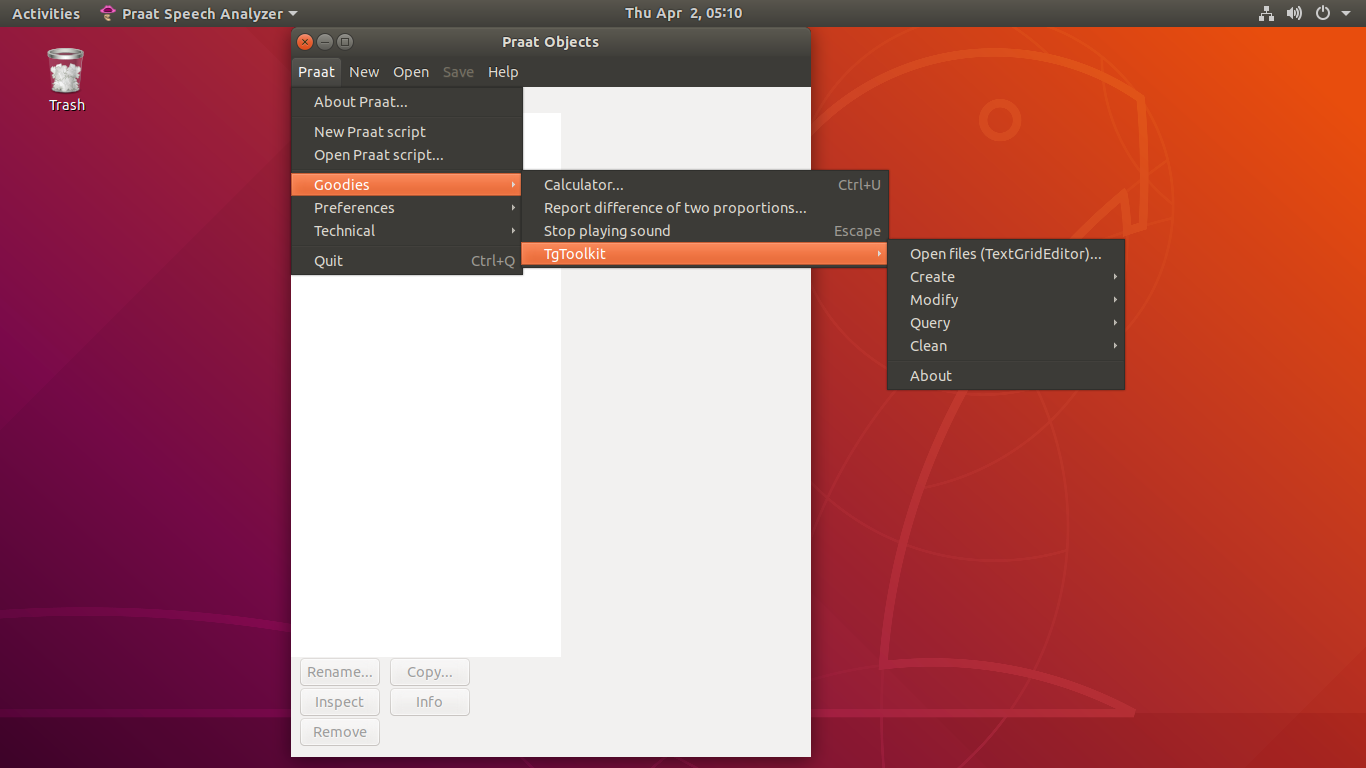 Activities Praat Speech Analyzer Thu Apr 2, 05:10
Trash
Praat Objects
Praat New Open Save Help
About Praat...
New Praat script
Open Praat script...
Goodies
Preferences
Technical
Quit Ctrl+Q
Calculator... Ctrl+U
Report difference of two proportions...
Stop playing sound Escape
TgToolkit
Open files (TextGridEditor)...
Create
Modify
Query
Clean
About
Rename... Copy...
Inspect Info
Remove